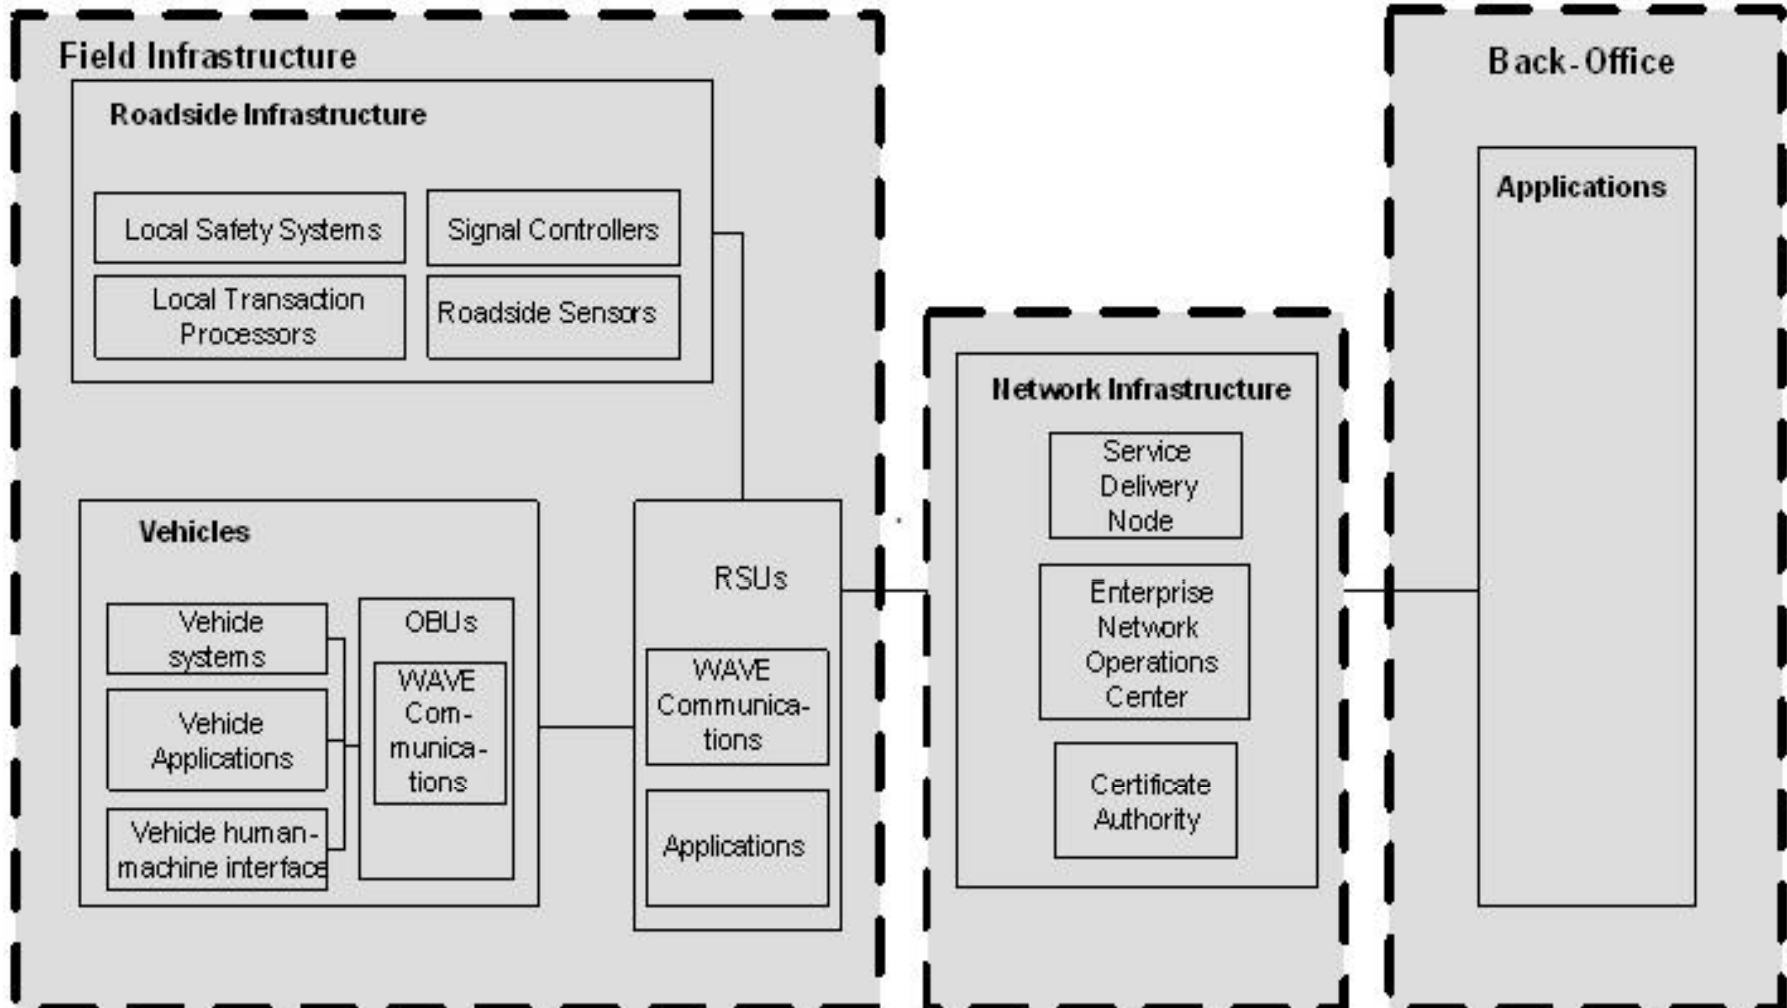 Field Infrastructure
Roadside Infrastructure
Local Safety Systems
Signal Controllers
Local Transaction
Processors
Roadside Sensors
Vehicles
Vehicle
systems
Vehicle
Applications
Vehicle human-
machine interface
OBUs
WAVE
Com-
munica-
tions
RSUs
WAVE
Communica-
tions
Applications
Network Infrastructure
Service
Delivery
Node
Enterprise
Network
Operations
Center
Certificate
Authority
Back-Office
Applications